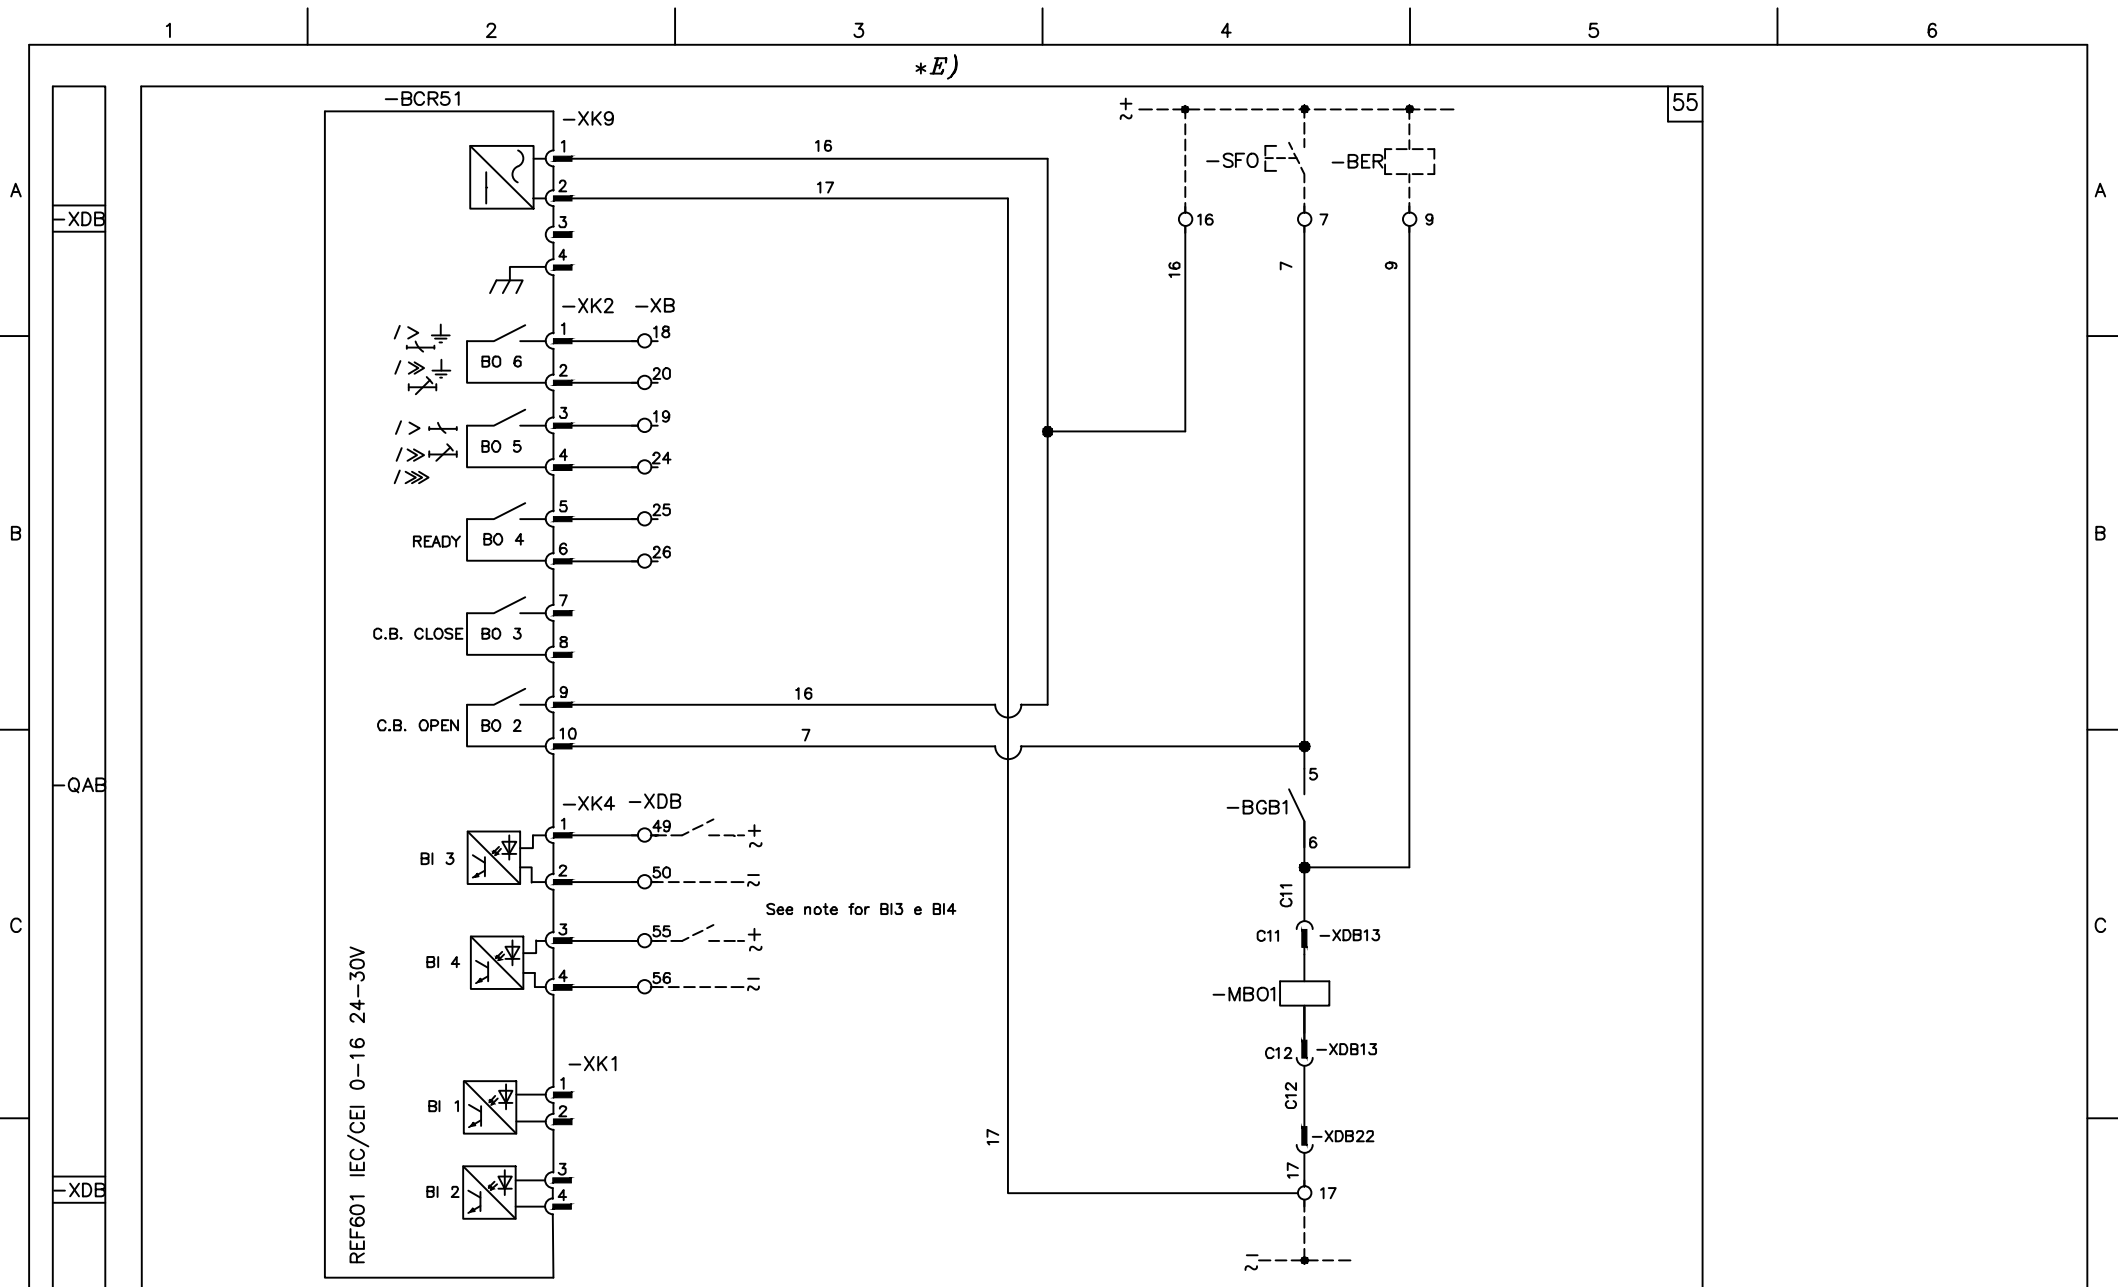 1 2 3 4 5 6
*E)
-BCR51
55
-XK9
+
~
1 16
-SFO -BER
2 17
A -XDB A
3
16 7 9
4
16 7 9
-XK2 -XB
/> 1 18
/>> BO 6
2 20
/> 3 19
BO 5
/>> 4 24
/>>>
5 25
B READY BO 4 B
6 26
7
C.B. CLOSE BO 3
8
9 16
C.B. OPEN BO 2
10 7
5
-QAB
-XK4 -XDB
-BGB1
1 49 +
~
6
BI 3
2 50 -
~
C11
See note for BI3 e BI4
C C
3 55 +
~
C11 -XDB13
BI 4
4 56 -
~
-MBO1
C12 -XDB13
-XK1
1
C12
BI 1
2
17
-XDB22
3
17
BI 2
4
-XDB
17
REF601 IEC/CEI 0-16 24-30V
-
~